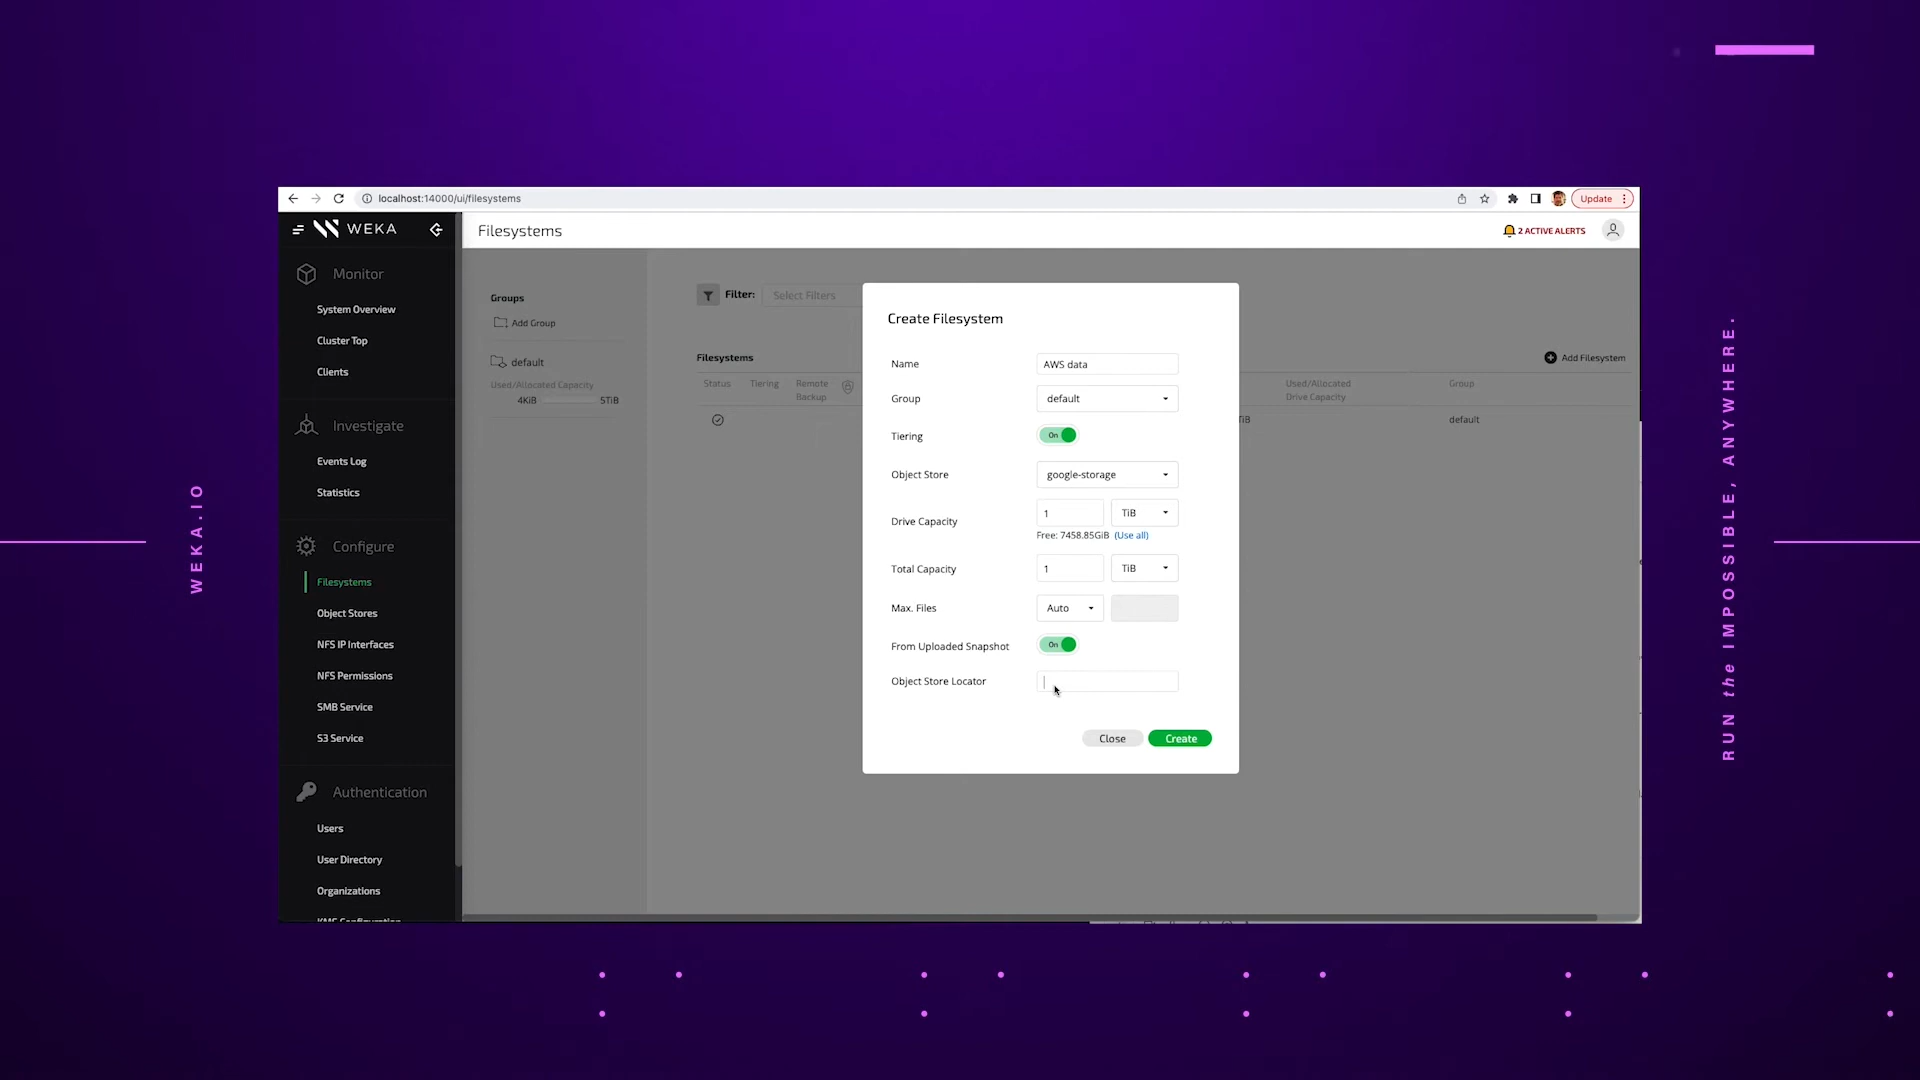 localhost:14000/ui/filesystems
Update
WEKA
Filesystems
2 ACTIVE ALERTS
Monitor
System Overview
Cluster Top
Clients
Investigate
Events Log
Statistics
Configure
Filesystems
Object Stores
NFS IP Interfaces
NFS Permissions
SMB Service
S3 Service
Authentication
Users
User Directory
Organizations
KMS Configuration
Groups
Add Group
default
Used/Allocated Capacity
4KiB 5TiB
Filter: Select Filters
Filesystems
Add Filesystem
Status Tiering Remote Backup
Used/Allocated Drive Capacity
Group
TiB
default
Create Filesystem
Name AWS data
Group default
Tiering On
Object Store google-storage
Drive Capacity 1 TiB
Free: 7458.85GiB (Use all)
Total Capacity 1 TiB
Max. Files Auto
From Uploaded Snapshot On
Object Store Locator
Close Create
WEKA.IO
RUN the IMPOSSIBLE, ANYWHERE.